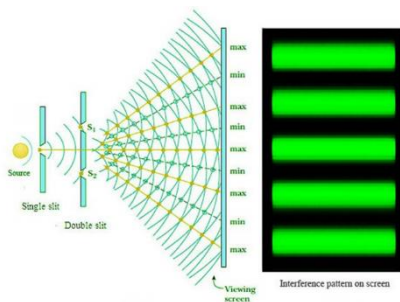 max
min
max
min
max
min
max
min
max
S1
S2
Source
Single slit
Double slit
Viewing
screen
Interference pattern on screen